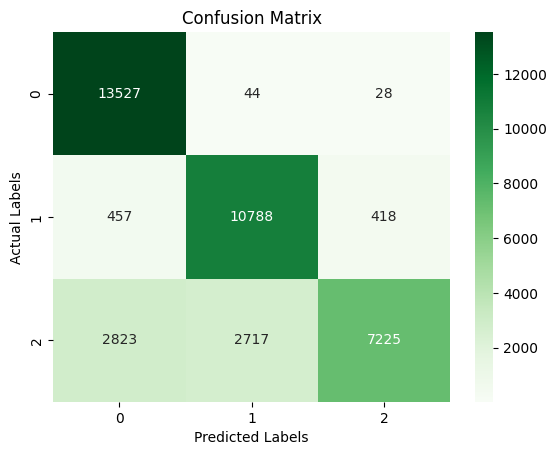 Confusion Matrix
Actual Labels
0
1
2
13527 44 28
457 10788 418
2823 2717 7225
0 1 2
Predicted Labels
12000
10000
8000
6000
4000
2000